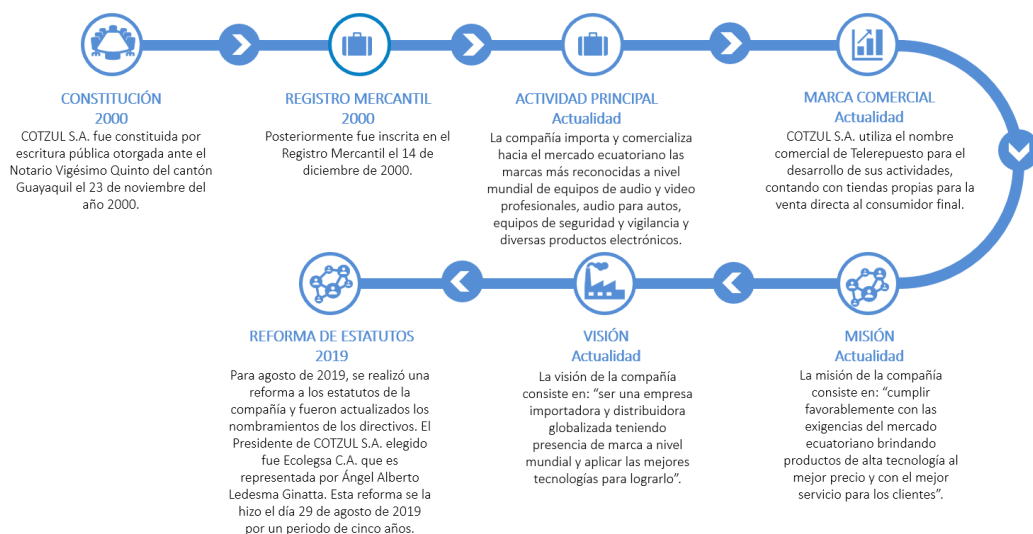 CONSTITUCIÓN
2000
COTZUL S.A. fue constituida por
escritura pública otorgada ante el
Notario Vigésimo Quinto del cantón
Guayaquil el 23 de noviembre del
año 2000.
REGISTRO MERCANTIL
2000
Posteriormente fue inscrita en el
Registro Mercantil el 14 de
diciembre de 2000.
ACTIVIDAD PRINCIPAL
Actualidad
La compañía importa y comercializa
hacia el mercado ecuatoriano las
marcas más reconocidas a nivel
mundial de equipos de audio y video
profesionales, audio para autos,
equipos de seguridad y vigilancia y
diversas productos electrónicos.
MARCA COMERCIAL
Actualidad
COTZUL S.A. utiliza el nombre
comercial de Telerepuesto para el
desarrollo de sus actividades,
contando con tiendas propias para la
venta directa al consumidor final.
REFORMA DE ESTATUTOS
2019
Para agosto de 2019, se realizó una
reforma a los estatutos de la
compañía y fueron actualizados los
nombramientos de los directivos. El
Presidente de COTZUL S.A. elegido
fue Ecolegsa C.A. que es
representada por Ángel Alberto
Ledesma Ginatta. Esta reforma se la
hizo el día 29 de agosto de 2019
por un periodo de cinco años.
VISIÓN
Actualidad
La visión de la compañía
consiste en: “ser una empresa
importadora y distribuidora
globalizada teniendo
presencia de marca a nivel
mundial y aplicar las mejores
tecnologías para lograrlo”.
MISIÓN
Actualidad
La misión de la compañía
consiste en: “cumplir
favorablemente con las
exigencias del mercado
ecuatoriano brindando
productos de alta tecnología al
mejor precio y con el mejor
servicio para los clientes”.